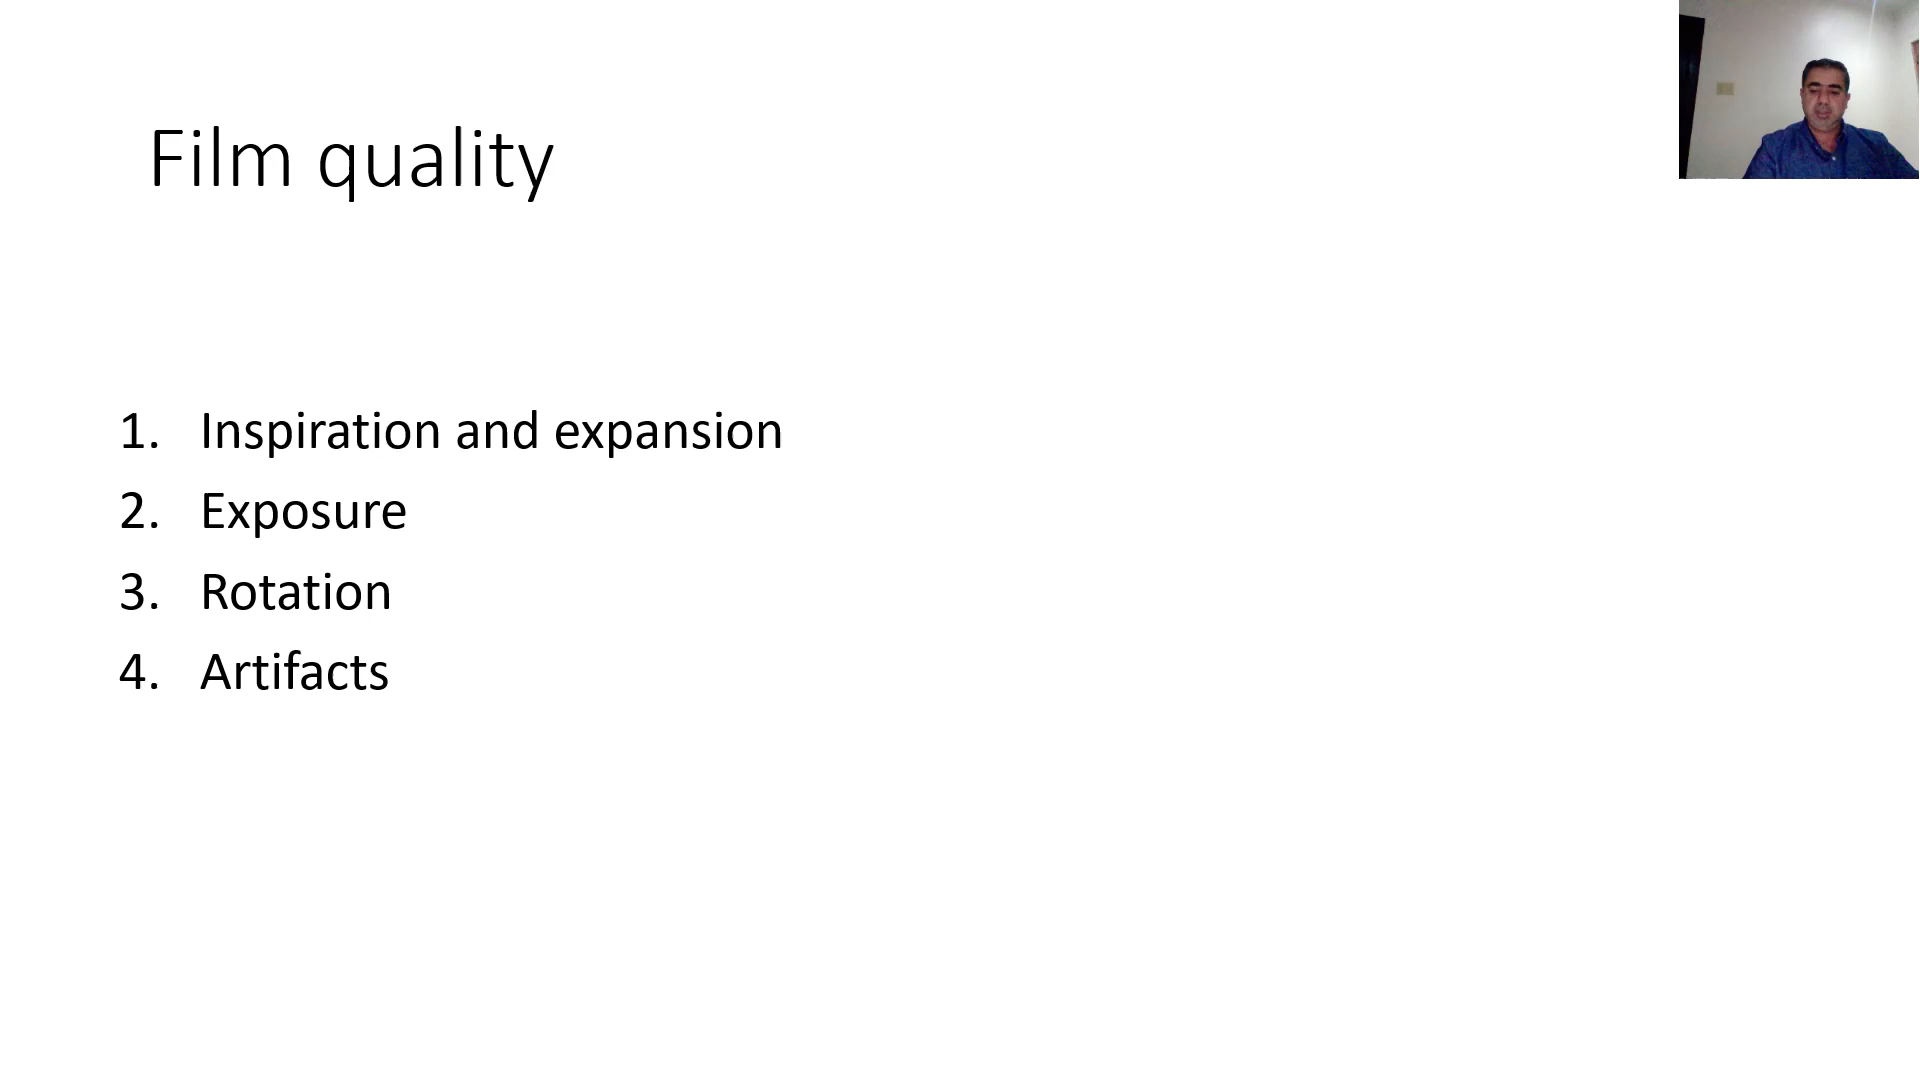 Film quality
1. Inspiration and expansion
2. Exposure
3. Rotation
4. Artifacts